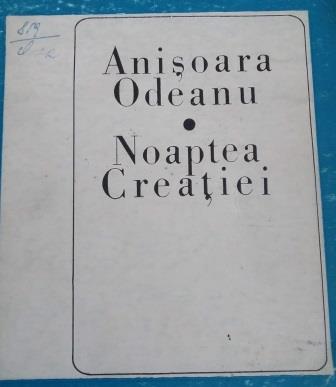 Anișoara
Odeanu
•
Noaptea
Creației